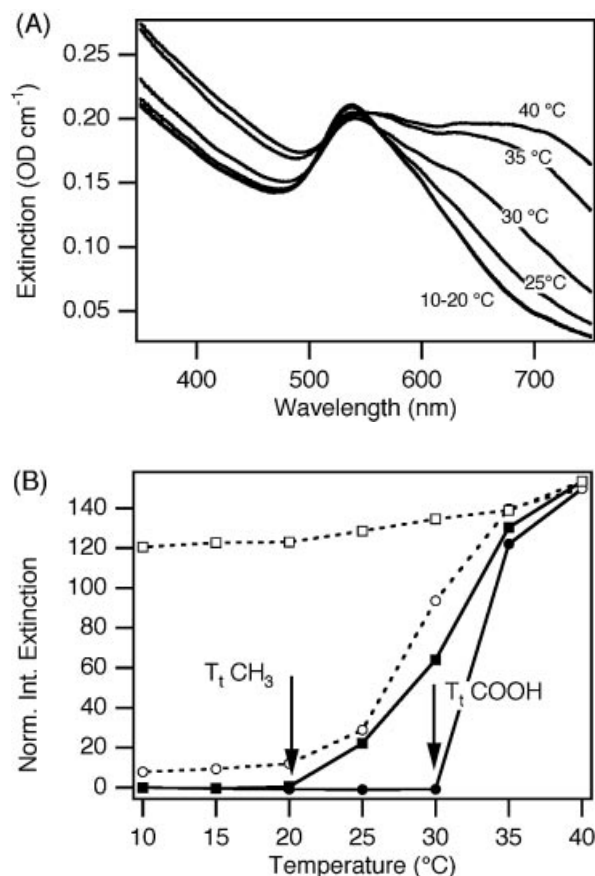 (A)
0.25
0.20
0.15
0.10
0.05
Extinction (OD cm⁻¹)
40 °C
35 °C
30 °C
25°C
10-20 °C
400 500 600 700
Wavelength (nm)
(B)
140
120
100
80
60
40
20
0
Norm. Int. Extinction
Tₜ CH₃
Tₜ COOH
10 15 20 25 30 35 40
Temperature (°C)